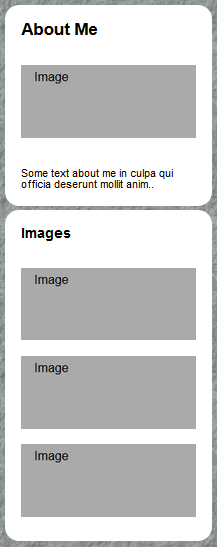 About Me
Image
Some text about me in culpa qui
officia deserunt mollit anim..
Images
Image
Image
Image